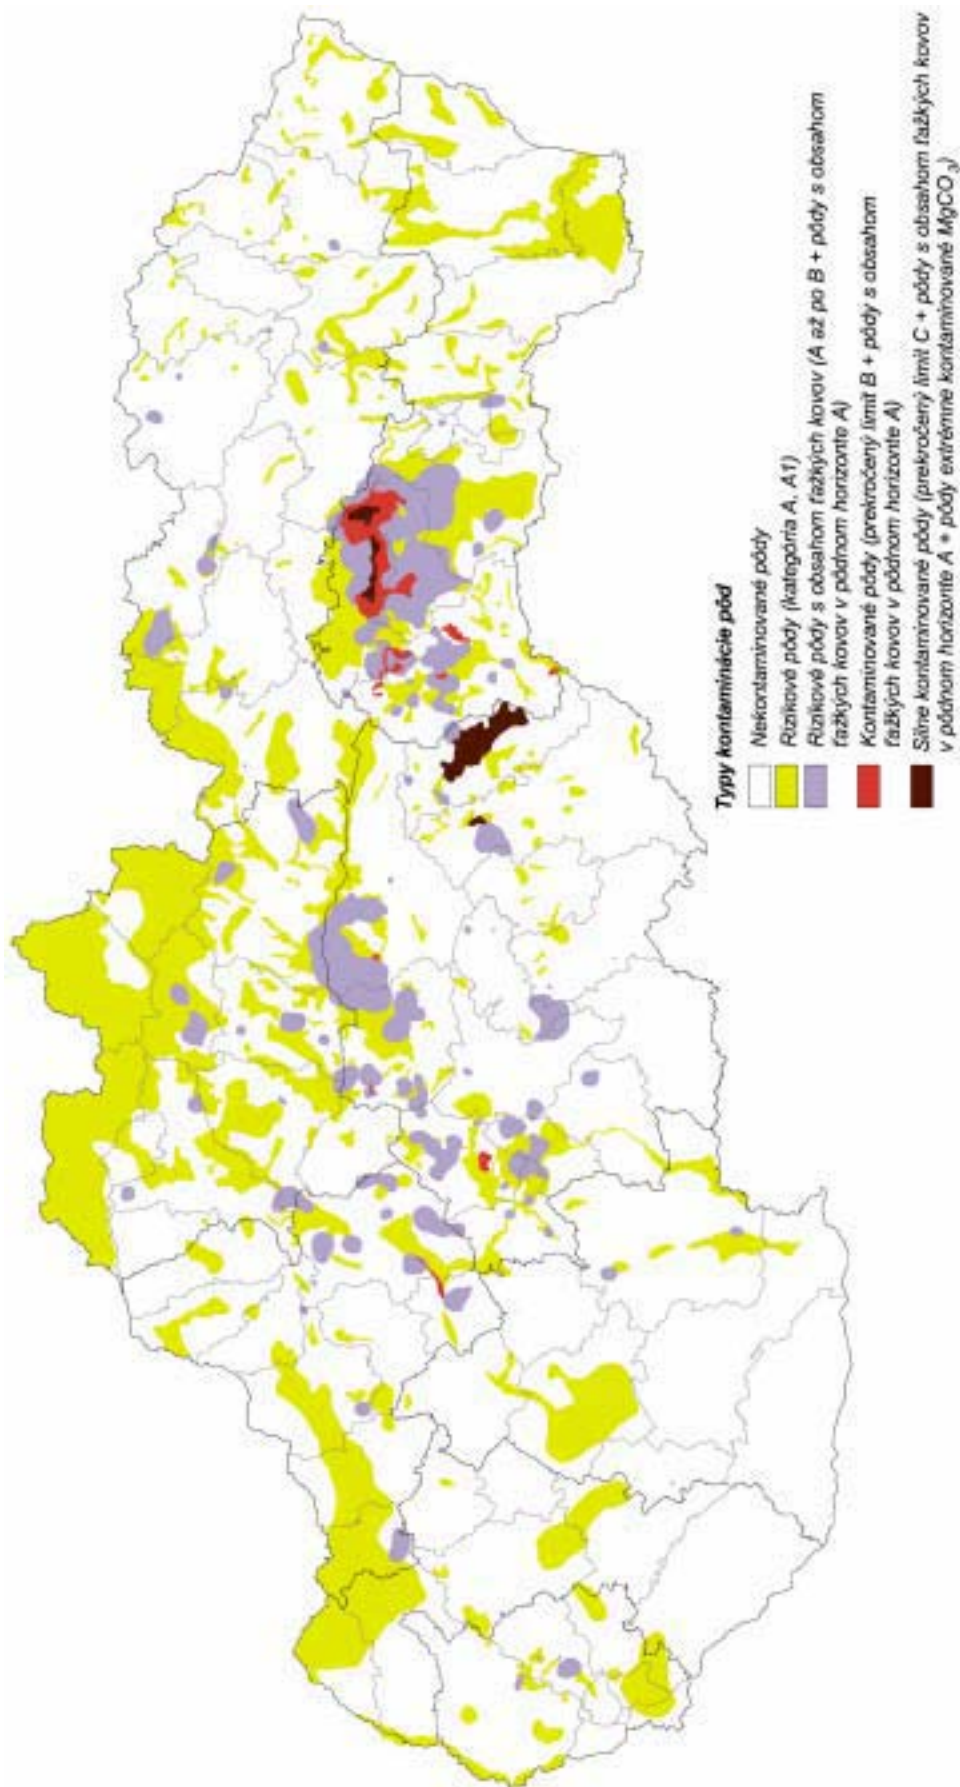 Typy kontaminácie pôd
Nekontaminované pôdy
Rizikové pôdy (kategória A, A1)
Rizikové pôdy s obsahom ťažkých kovov (A až po B + pôdy s obsahom
ťažkých kovov v pôdnom horizonte A)
Kontaminované pôdy (prekročený limit B + pôdy s obsahom
ťažkých kovov v pôdnom horizonte A)
Silne kontaminované pôdy (prekročený limit C + pôdy s obsahom ťažkých kovov
v pôdnom horizonte A + pôdy extrémne kontaminované MgCO₃)